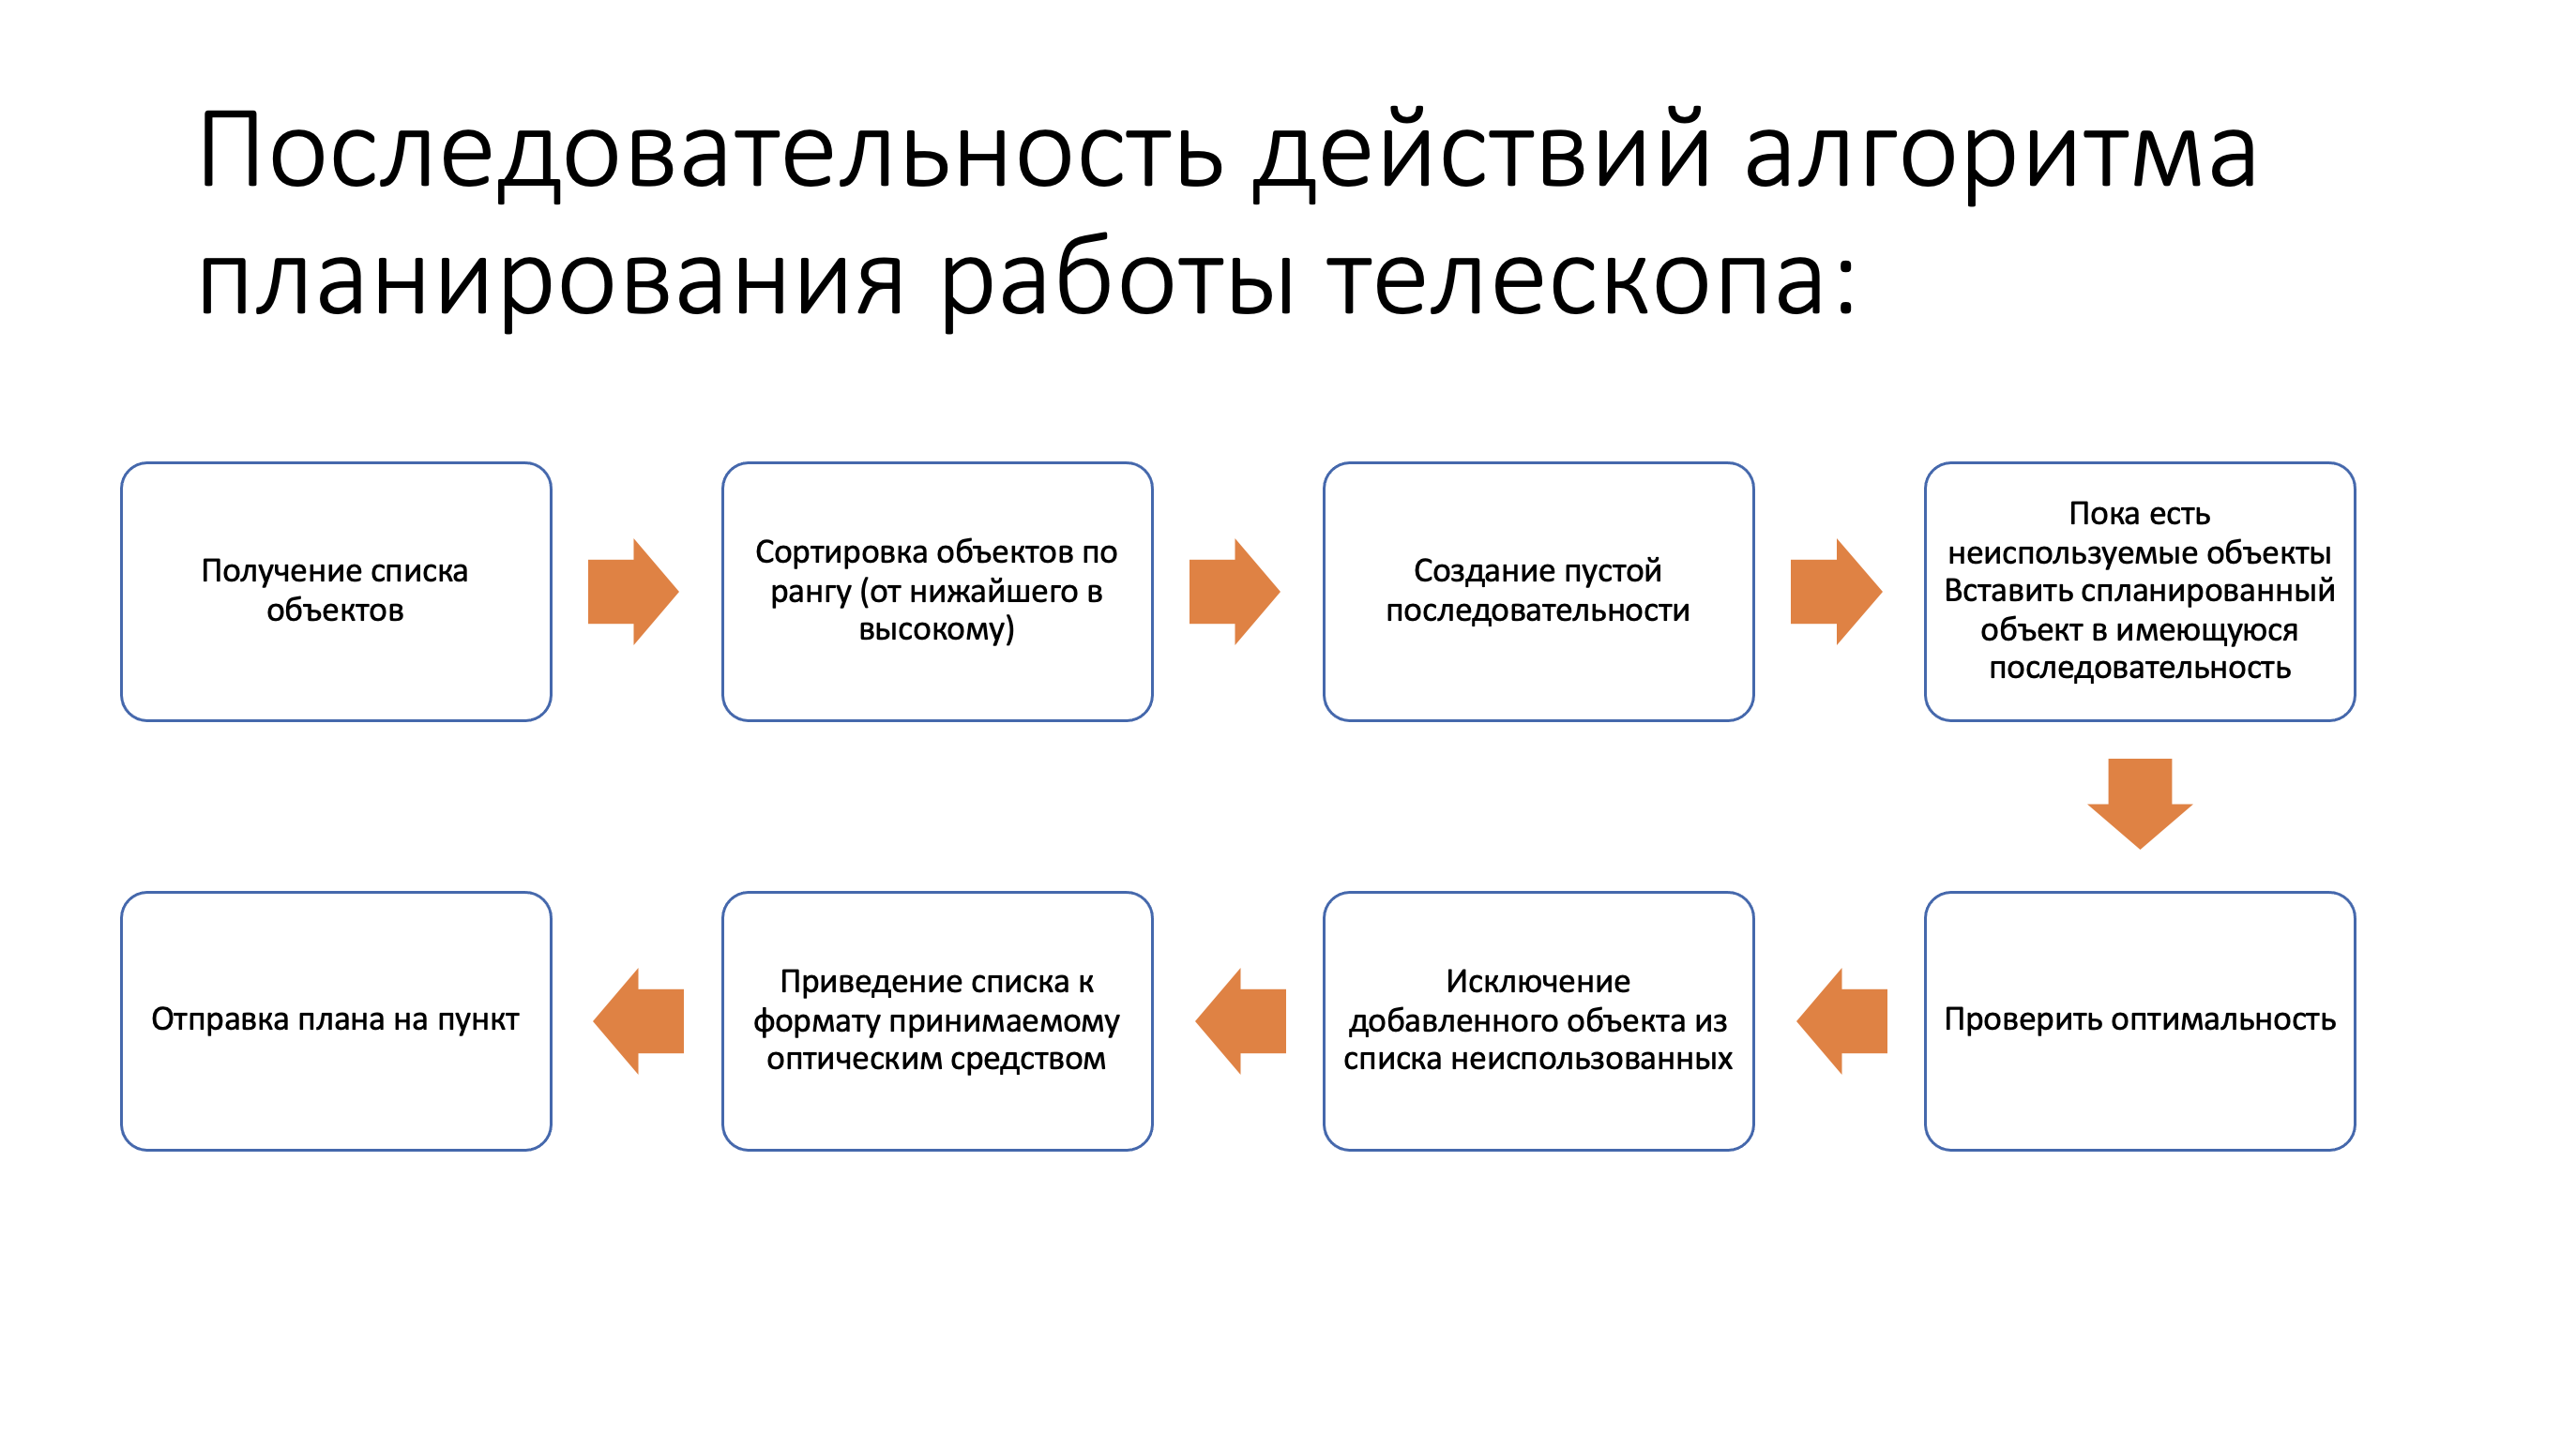 Последовательность действий алгоритма
планирования работы телескопа:
Получение списка
объектов
Сортировка объектов по
рангу (от нижайшего в
высокому)
Создание пустой
последовательности
Пока есть
неиспользуемые объекты
Вставить спланированный
объект в имеющуюся
последовательность
Проверить оптимальность
Исключение
добавленного объекта из
списка неиспользованных
Приведение списка к
формату принимаемому
оптическим средством
Отправка плана на пункт